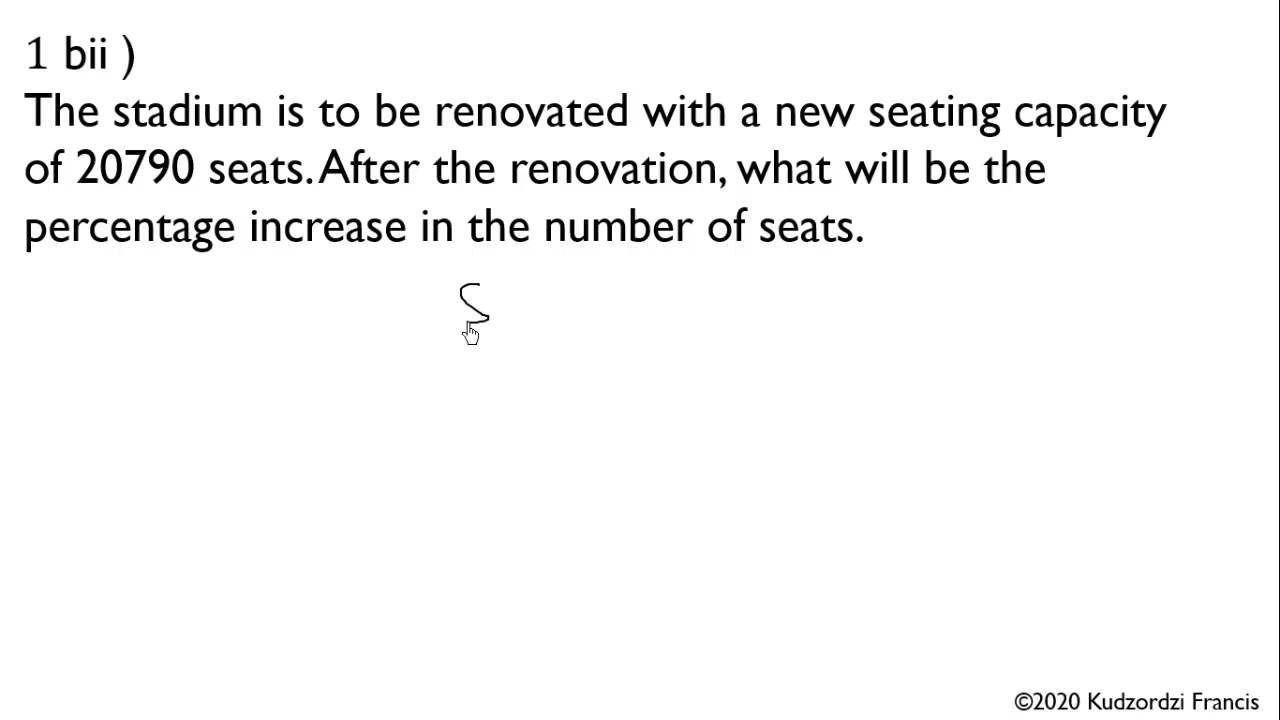 1 bii )
The stadium is to be renovated with a new seating capacity
of 20790 seats. After the renovation, what will be the
percentage increase in the number of seats.
S
©2020 Kudzordzi Francis